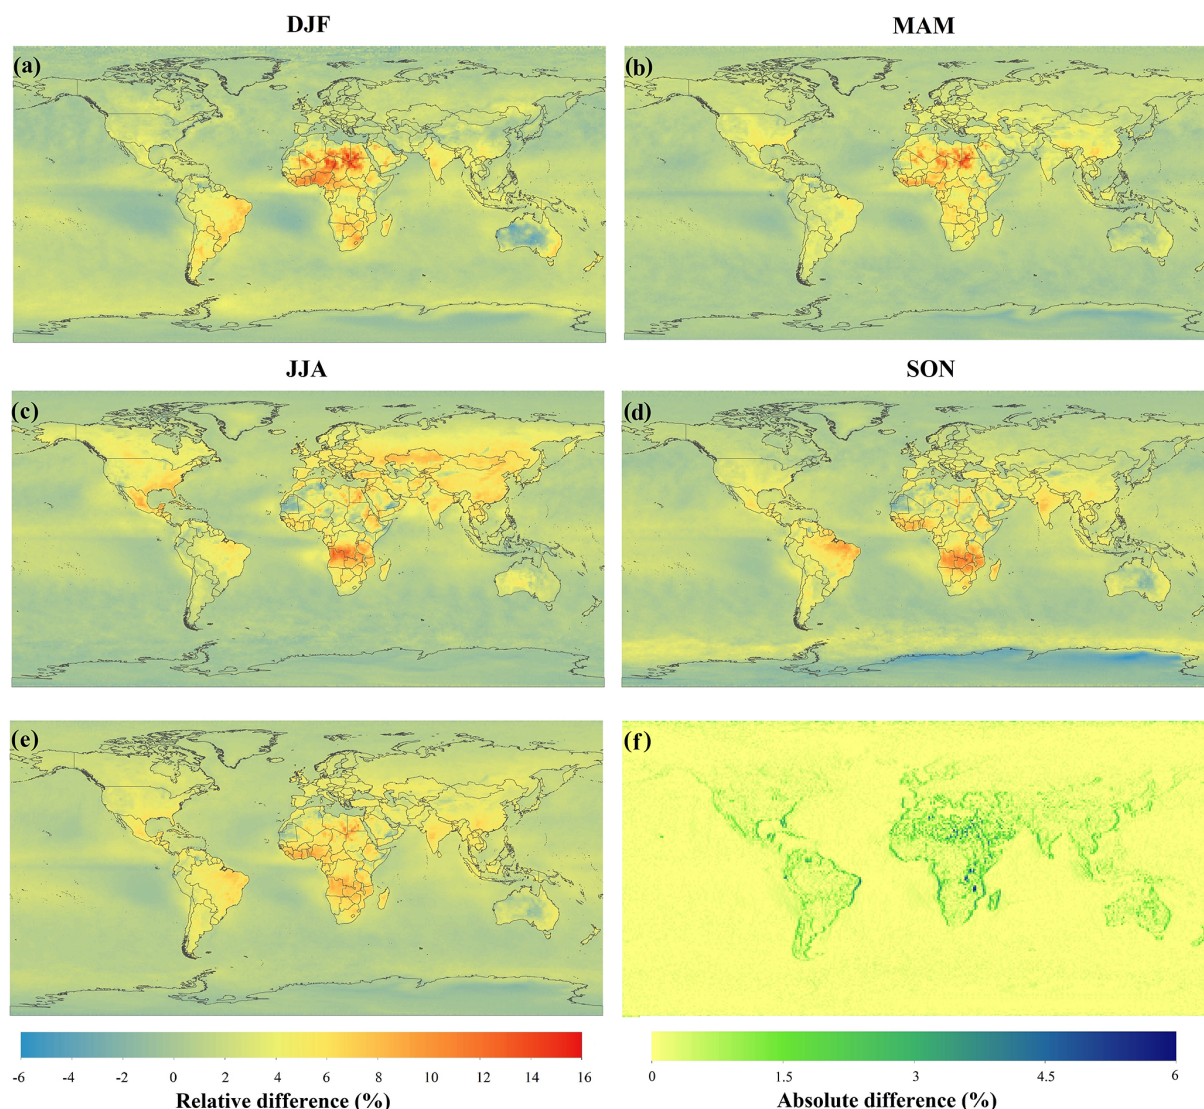 DJF MAM
(a) (b)
JJA SON
(c) (d)
(e) (f)
-6 -4 -2 0 2 4 6 8 10 12 14 16
Relative difference (%)
0 1.5 3 4.5 6
Absolute difference (%)